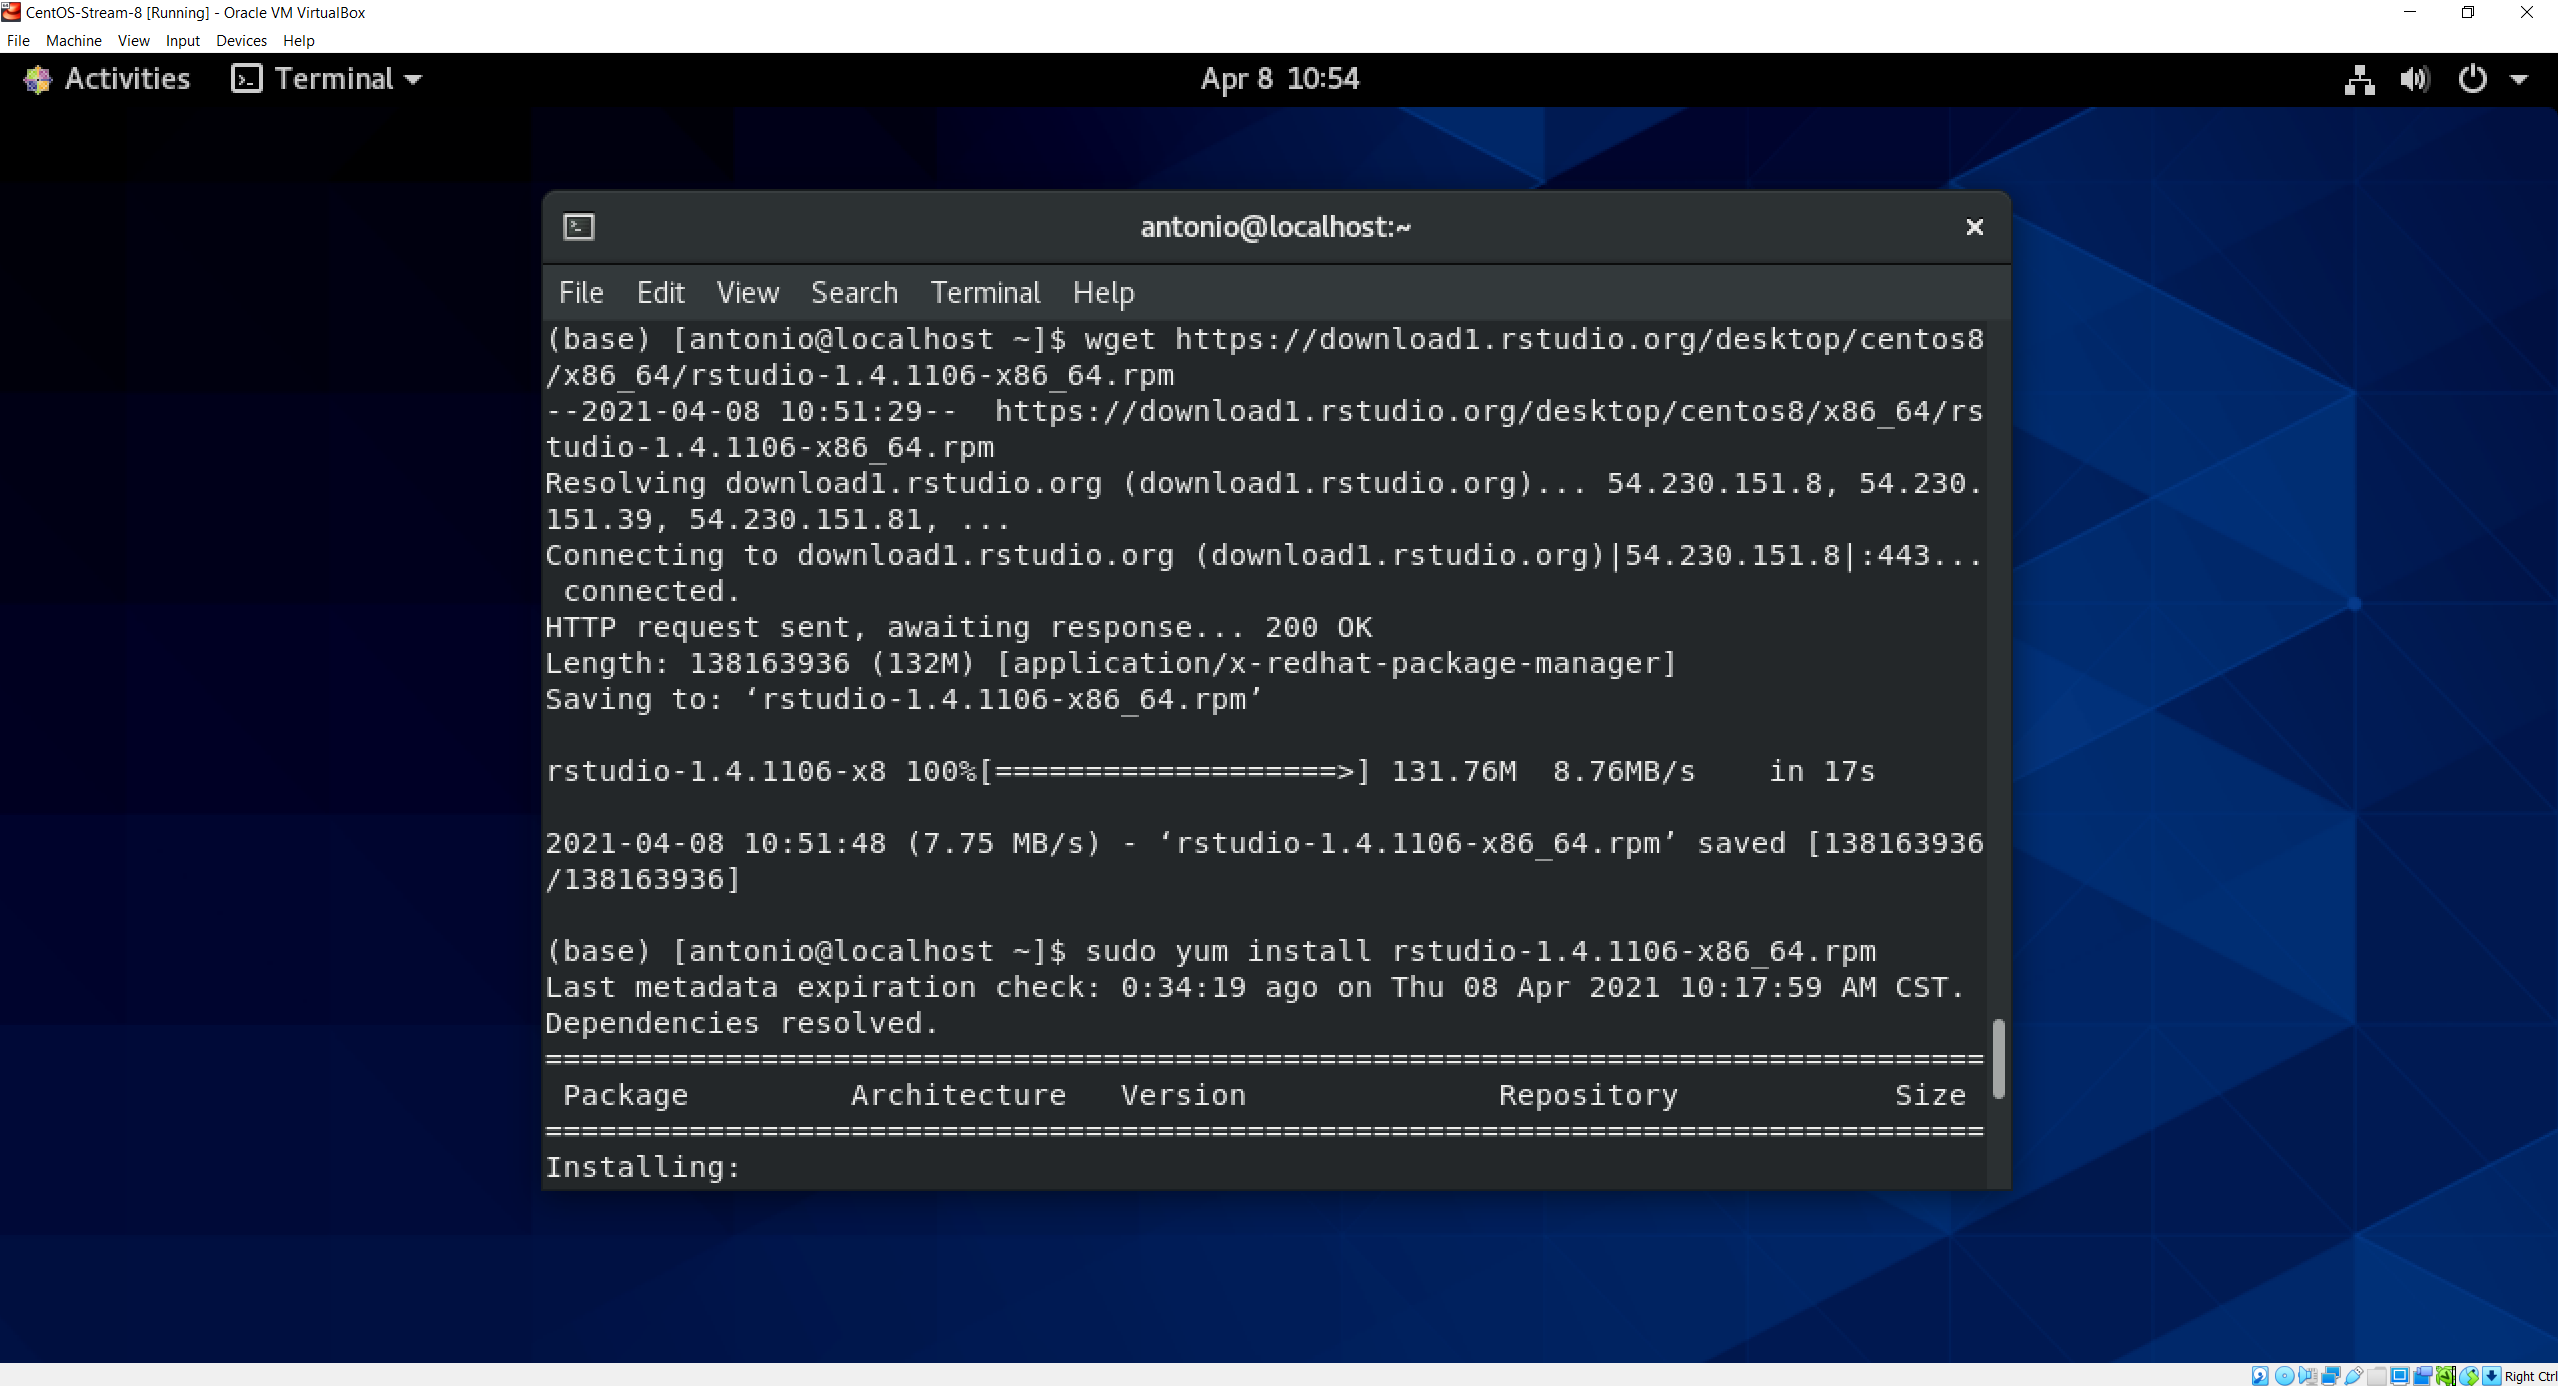 CentOS-Stream-8 [Running] - Oracle VM VirtualBox
File Machine View Input Devices Help
Activities Terminal Apr 8 10:54
antonio@localhost:~
File Edit View Search Terminal Help
(base) [antonio@localhost ~]$ wget https://download1.rstudio.org/desktop/centos8
/x86_64/rstudio-1.4.1106-x86_64.rpm
--2021-04-08 10:51:29--  https://download1.rstudio.org/desktop/centos8/x86_64/rs
tudio-1.4.1106-x86_64.rpm
Resolving download1.rstudio.org (download1.rstudio.org)... 54.230.151.8, 54.230.
151.39, 54.230.151.81, ...
Connecting to download1.rstudio.org (download1.rstudio.org)|54.230.151.8|:443...
 connected.
HTTP request sent, awaiting response... 200 OK
Length: 138163936 (132M) [application/x-redhat-package-manager]
Saving to: ‘rstudio-1.4.1106-x86_64.rpm’
rstudio-1.4.1106-x8 100%[===================>] 131.76M  8.76MB/s    in 17s
2021-04-08 10:51:48 (7.75 MB/s) - ‘rstudio-1.4.1106-x86_64.rpm’ saved [138163936
/138163936]
(base) [antonio@localhost ~]$ sudo yum install rstudio-1.4.1106-x86_64.rpm
Last metadata expiration check: 0:34:19 ago on Thu 08 Apr 2021 10:17:59 AM CST.
Dependencies resolved.
================================================================================
 Package         Architecture   Version              Repository            Size
================================================================================
Installing:
Right Ctrl